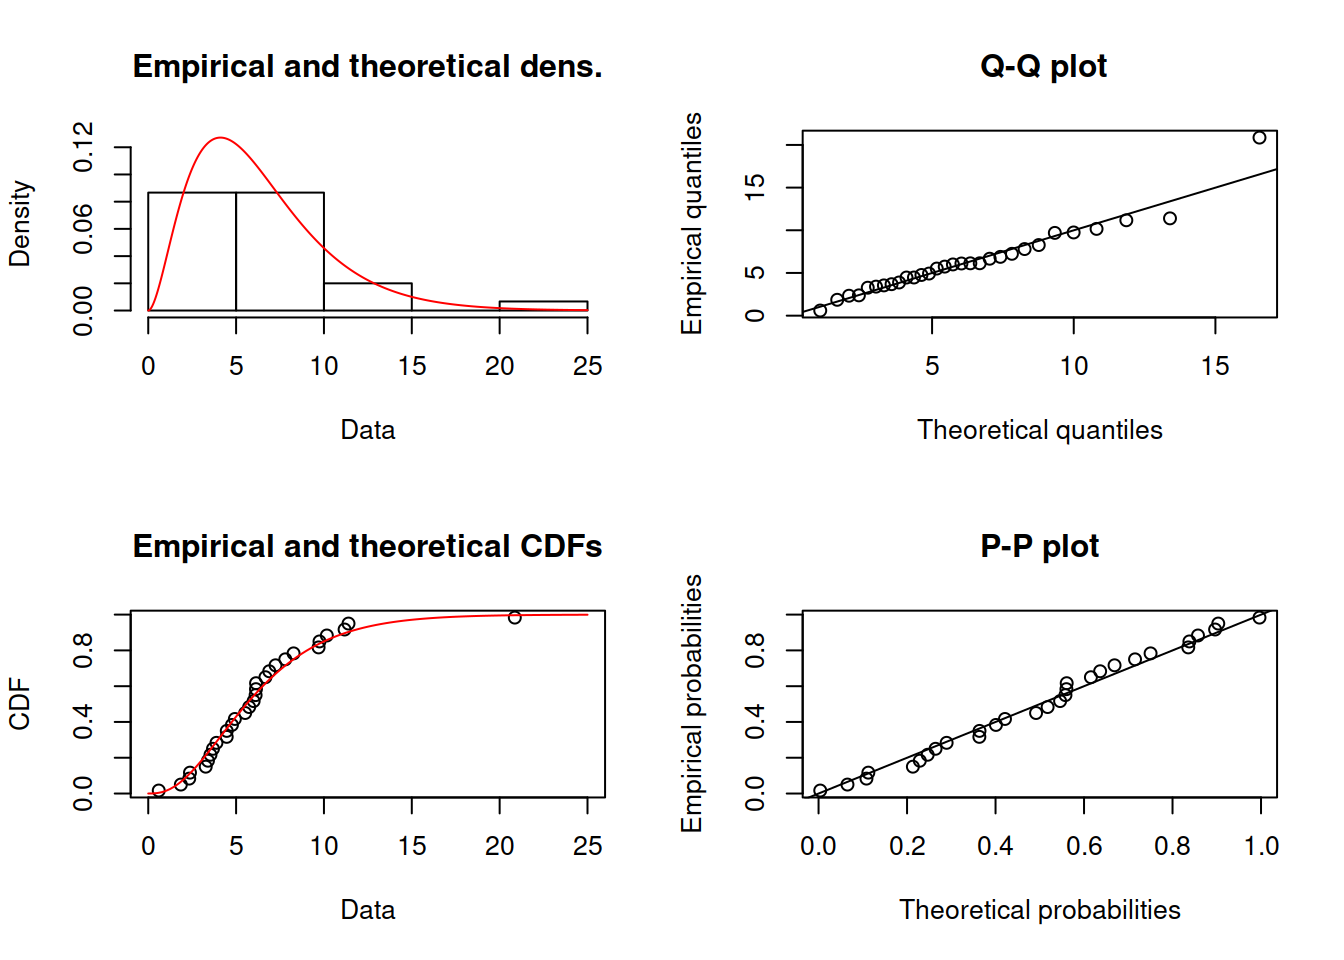 Empirical and theoretical dens.
Density
0.00 0.06 0.12
0 5 10 15 20 25
Data
Q-Q plot
Empirical quantiles
0 5 15
5 10 15
Theoretical quantiles
Empirical and theoretical CDFs
CDF
0.0 0.4 0.8
0 5 10 15 20 25
Data
P-P plot
Empirical probabilities
0.0 0.4 0.8
0.0 0.2 0.4 0.6 0.8 1.0
Theoretical probabilities